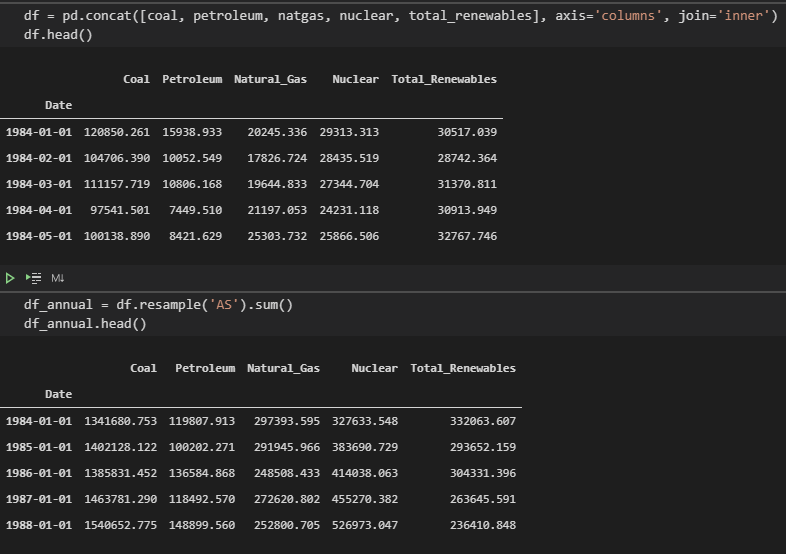 df = pd.concat([coal, petroleum, natgas, nuclear, total_renewables], axis='columns', join='inner')
df.head()
Coal Petroleum Natural_Gas Nuclear Total_Renewables
Date
1984-01-01 120850.261 15938.933 20245.336 29313.313 30517.039
1984-02-01 104706.390 10052.549 17826.724 28435.519 28742.364
1984-03-01 111157.719 10806.168 19644.833 27344.704 31370.811
1984-04-01 97541.501 7449.510 21197.053 24231.118 30913.949
1984-05-01 100138.890 8421.629 25303.732 25866.506 32767.746
M↓
df_annual = df.resample('AS').sum()
df_annual.head()
Coal Petroleum Natural_Gas Nuclear Total_Renewables
Date
1984-01-01 1341680.753 119807.913 297393.595 327633.548 332063.607
1985-01-01 1402128.122 100202.271 291945.966 383690.729 293652.159
1986-01-01 1385831.452 136584.868 248508.433 414038.063 304331.396
1987-01-01 1463781.290 118492.570 272620.802 455270.382 263645.591
1988-01-01 1540652.775 148899.560 252800.705 526973.047 236410.848